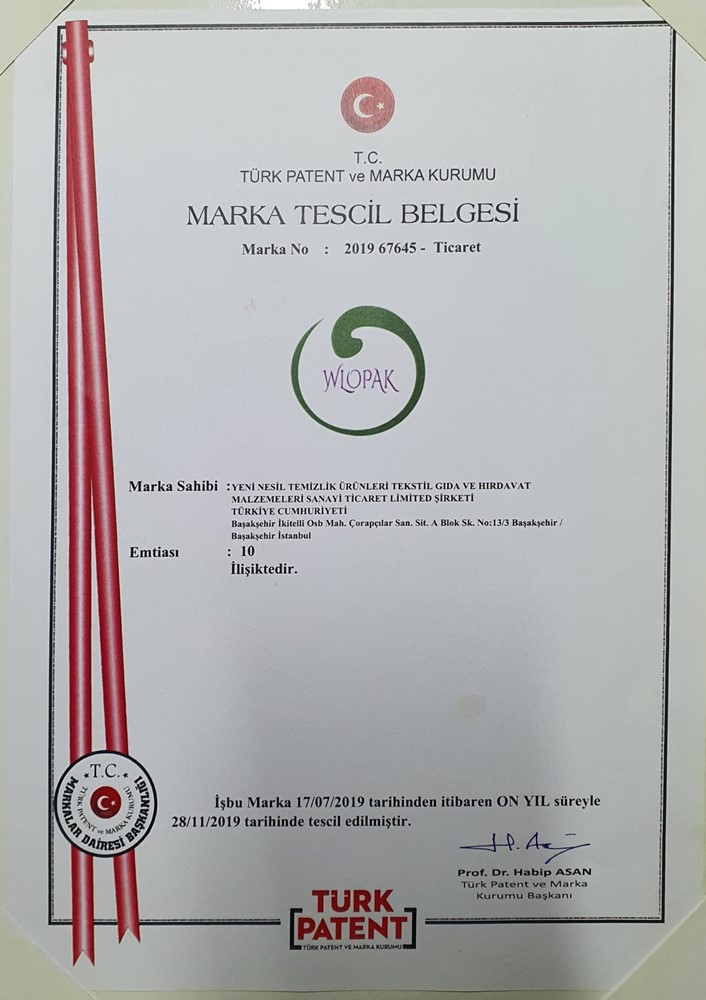 T.C.
TÜRK PATENT ve MARKA KURUMU
MARKA TESCİL BELGESİ
Marka No : 2019 67645 - Ticaret
WLOPAK
Marka Sahibi : YENİ NESİL TEMİZLİK ÜRÜNLERİ TEKSTİL GIDA VE HIRDAVAT
MALZEMELERİ SANAYİ TİCARET LİMİTED ŞİRKETİ
TÜRKİYE CUMHURİYETİ
Başakşehir İkitelli Osb Mah. Çorapçılar San. Sit. A Blok Sk. No:13/3 Başakşehir /
Başakşehir İstanbul
Emtiası : 10
İlişiktedir.
T.C.
TÜRK PATENT ve MARKA KURUMU
MARKALAR DAİRESİ BAŞKANLIĞI
İşbu Marka 17/07/2019 tarihinden itibaren ON YIL süreyle
28/11/2019 tarihinde tescil edilmiştir.
Prof. Dr. Habip ASAN
Türk Patent ve Marka
Kurumu Başkanı
TÜRK
PATENT
TÜRK PATENT VE MARKA KURUMU